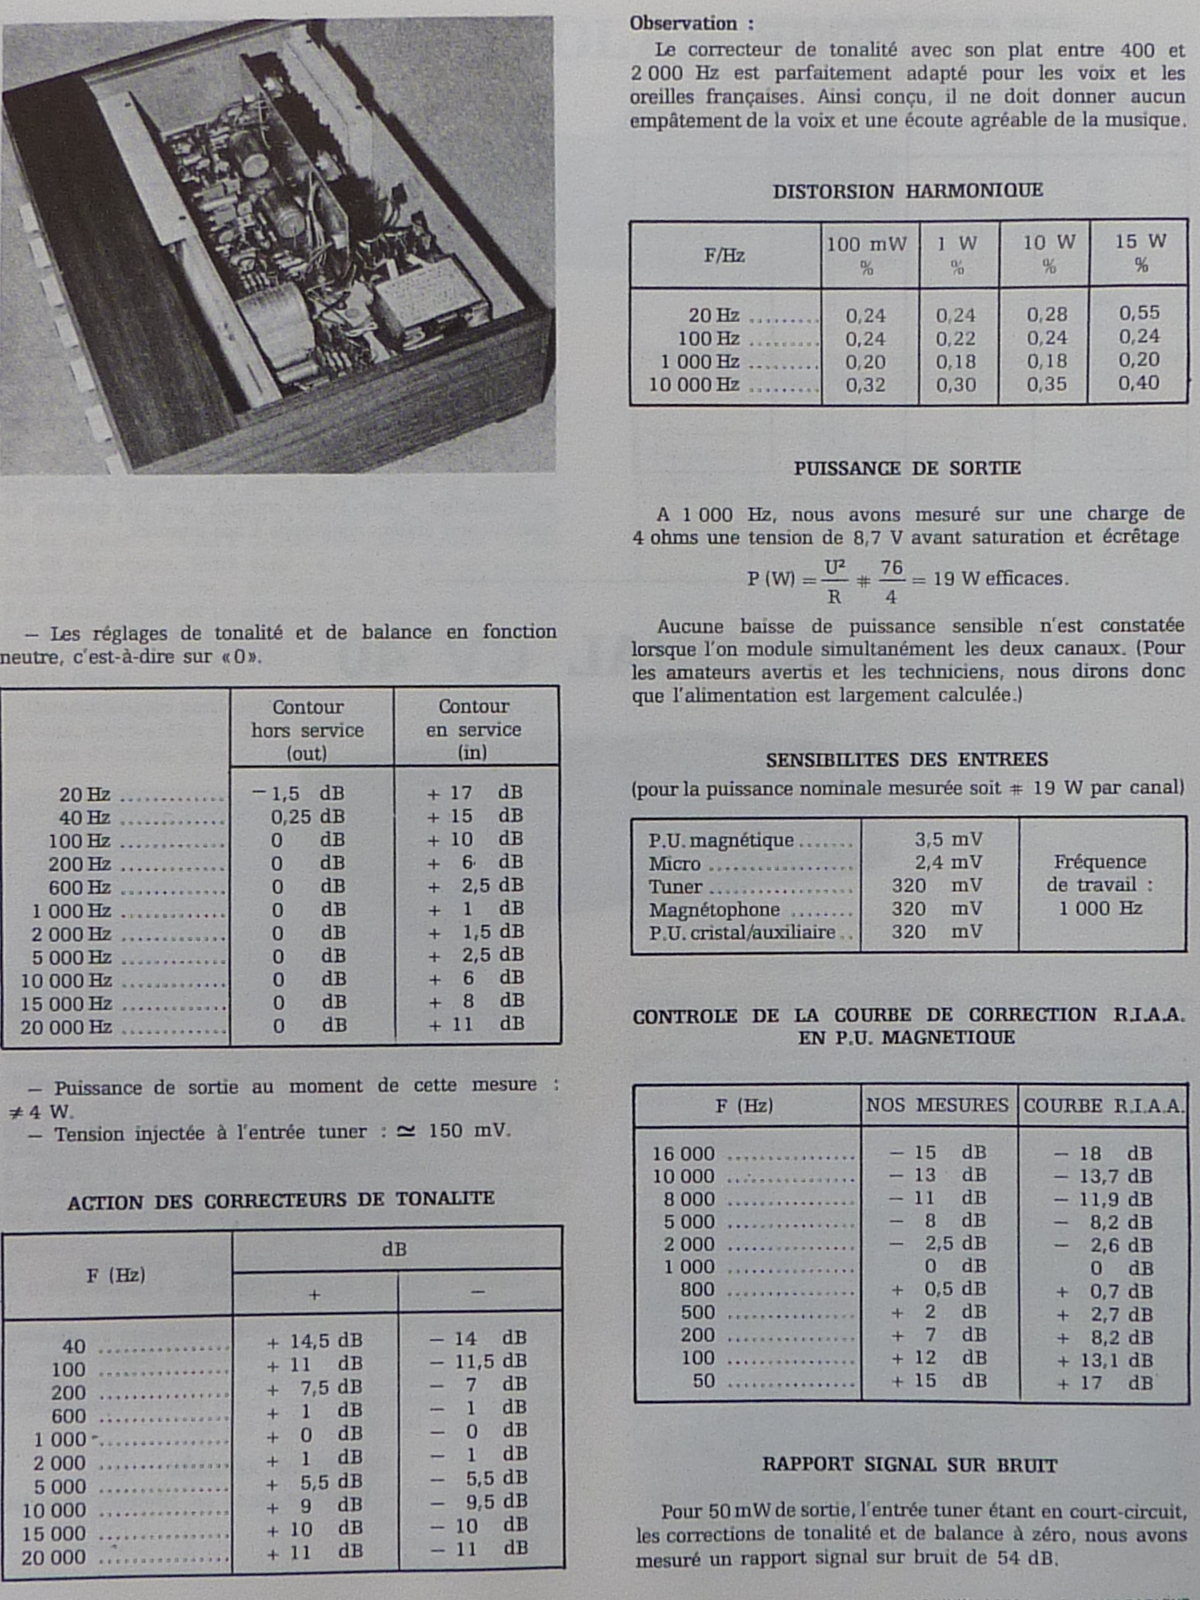 — Les réglages de tonalité et de balance en fonction
neutre, c'est-à-dire sur «0».
Contour hors service (out) Contour en service (in)
20 Hz ............. — 1,5 dB + 17 dB
40 Hz ............. 0,25 dB + 15 dB
100 Hz ............. 0 dB + 10 dB
200 Hz ............. 0 dB + 6 dB
600 Hz ............. 0 dB + 2,5 dB
1 000 Hz ............. 0 dB + 1 dB
2 000 Hz ............. 0 dB + 1,5 dB
5 000 Hz ............. 0 dB + 2,5 dB
10 000 Hz ............. 0 dB + 6 dB
15 000 Hz ............. 0 dB + 8 dB
20 000 Hz ............. 0 dB + 11 dB
— Puissance de sortie au moment de cette mesure :
≠ 4 W.
— Tension injectée à l'entrée tuner : ≃ 150 mV.
ACTION DES CORRECTEURS DE TONALITE
F (Hz) dB
+ —
40 ................ + 14,5 dB — 14 dB
100 ................ + 11 dB — 11,5 dB
200 ................ + 7,5 dB — 7 dB
600 ................ + 1 dB — 1 dB
1 000 ................ + 0 dB — 0 dB
2 000 ................ + 1 dB — 1 dB
5 000 ................ + 5,5 dB — 5,5 dB
10 000 ................ + 9 dB — 9,5 dB
15 000 ................ + 10 dB — 10 dB
20 000 ................ + 11 dB — 11 dB
Observation :
Le correcteur de tonalité avec son plat entre 400 et
2 000 Hz est parfaitement adapté pour les voix et les
oreilles françaises. Ainsi conçu, il ne doit donner aucun
empâtement de la voix et une écoute agréable de la musique.
DISTORSION HARMONIQUE
F/Hz 100 mW % 1 W % 10 W % 15 W %
20 Hz ......... 0,24 0,24 0,28 0,55
100 Hz ......... 0,24 0,22 0,24 0,24
1 000 Hz ......... 0,20 0,18 0,18 0,20
10 000 Hz ......... 0,32 0,30 0,35 0,40
PUISSANCE DE SORTIE
A 1 000 Hz, nous avons mesuré sur une charge de
4 ohms une tension de 8,7 V avant saturation et écrêtage
P (W) = U²/R ≠ 76/4 = 19 W efficaces.
Aucune baisse de puissance sensible n'est constatée
lorsque l'on module simultanément les deux canaux. (Pour
les amateurs avertis et les techniciens, nous dirons donc
que l'alimentation est largement calculée.)
SENSIBILITES DES ENTREES
(pour la puissance nominale mesurée soit ≠ 19 W par canal)
P.U. magnétique ....... 3,5 mV
Micro .................. 2,4 mV Fréquence
Tuner .................. 320 mV de travail :
Magnétophone ........ 320 mV 1 000 Hz
P.U. cristal/auxiliaire .. 320 mV
CONTROLE DE LA COURBE DE CORRECTION R.I.A.A.
EN P.U. MAGNETIQUE
F (Hz) NOS MESURES COURBE R.I.A.A.
16 000 ................ — 15 dB — 18 dB
10 000 ................ — 13 dB — 13,7 dB
8 000 ................ — 11 dB — 11,9 dB
5 000 ................ — 8 dB — 8,2 dB
2 000 ................ — 2,5 dB — 2,6 dB
1 000 ................ 0 dB 0 dB
800 ................ + 0,5 dB + 0,7 dB
500 ................ + 2 dB + 2,7 dB
200 ................ + 7 dB + 8,2 dB
100 ................ + 12 dB + 13,1 dB
50 ................ + 15 dB + 17 dB
RAPPORT SIGNAL SUR BRUIT
Pour 50 mW de sortie, l'entrée tuner étant en court-circuit,
les corrections de tonalité et de balance à zéro, nous avons
mesuré un rapport signal sur bruit de 54 dB.